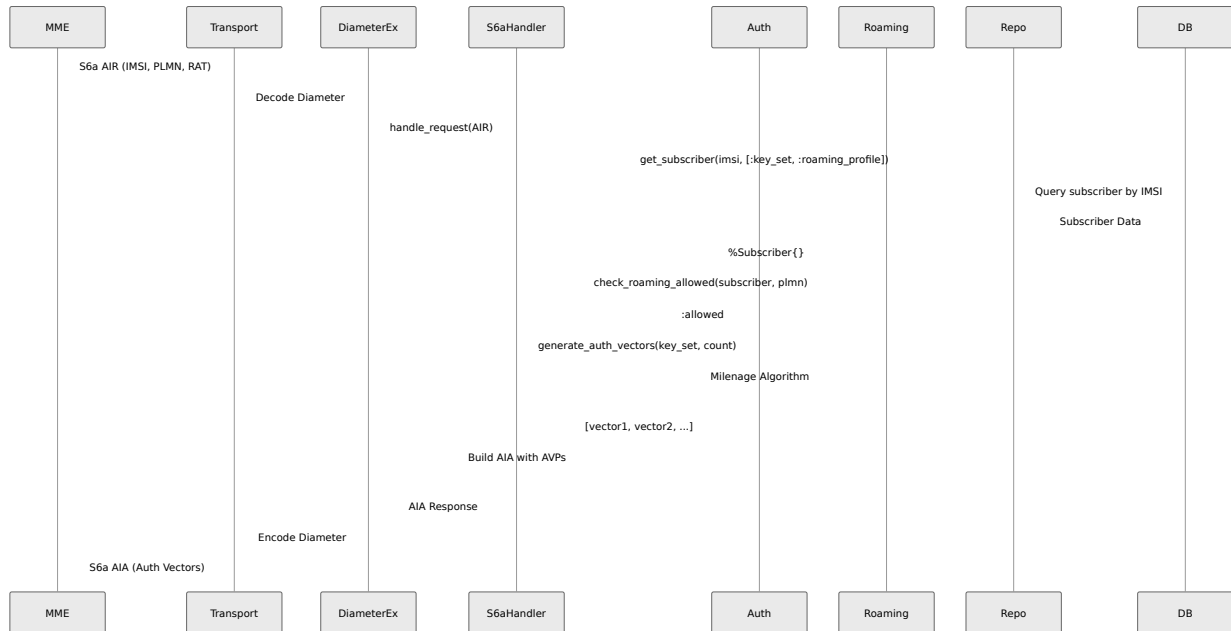 MME
Transport
DiameterEx
S6aHandler
Auth
Roaming
Repo
DB
S6a AIR (IMSI, PLMN, RAT)
Decode Diameter
handle_request(AIR)
get_subscriber(imsi, [:key_set, :roaming_profile])
Query subscriber by IMSI
Subscriber Data
%Subscriber{}
check_roaming_allowed(subscriber, plmn)
:allowed
generate_auth_vectors(key_set, count)
Milenage Algorithm
[vector1, vector2, ...]
Build AIA with AVPs
AIA Response
Encode Diameter
S6a AIA (Auth Vectors)
MME
Transport
DiameterEx
S6aHandler
Auth
Roaming
Repo
DB